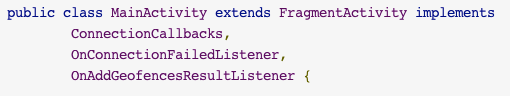 public class MainActivity extends FragmentActivity implements
ConnectionCallbacks,
OnConnectionFailedListener,
OnAddGeofencesResultListener {